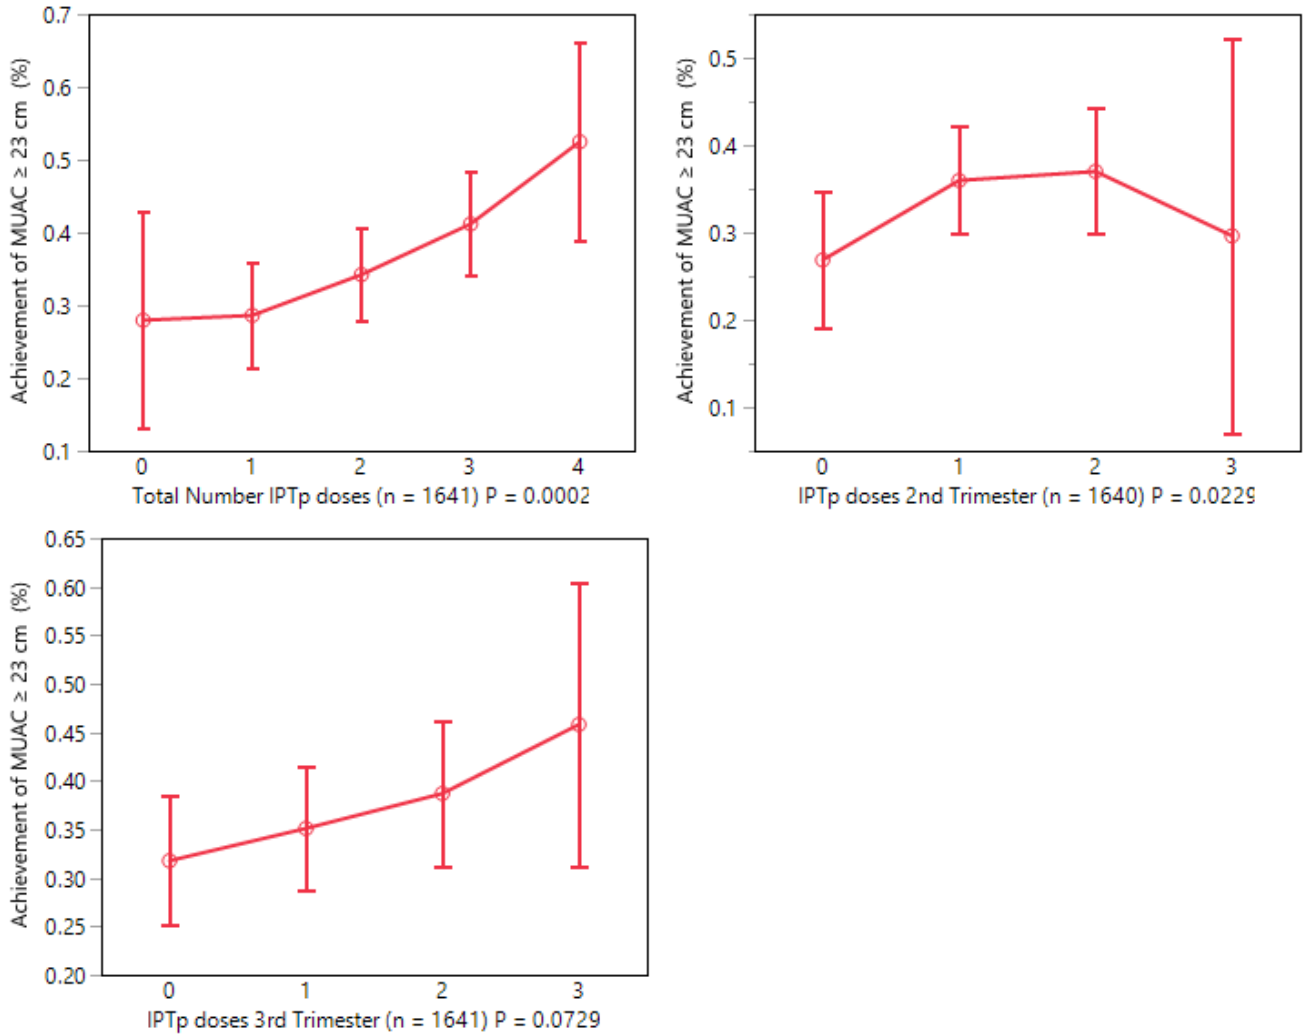 Achievement of MUAC ≥ 23 cm (%)
0.7
0.6
0.5
0.4
0.3
0.2
0.1
0 1 2 3 4
Total Number IPTp doses (n = 1641) P = 0.0002
Achievement of MUAC ≥ 23 cm (%)
0.5
0.4
0.3
0.2
0.1
0 1 2 3
IPTp doses 2nd Trimester (n = 1640) P = 0.0229
Achievement of MUAC ≥ 23 cm (%)
0.65
0.60
0.55
0.50
0.45
0.40
0.35
0.30
0.25
0.20
0 1 2 3
IPTp doses 3rd Trimester (n = 1641) P = 0.0729